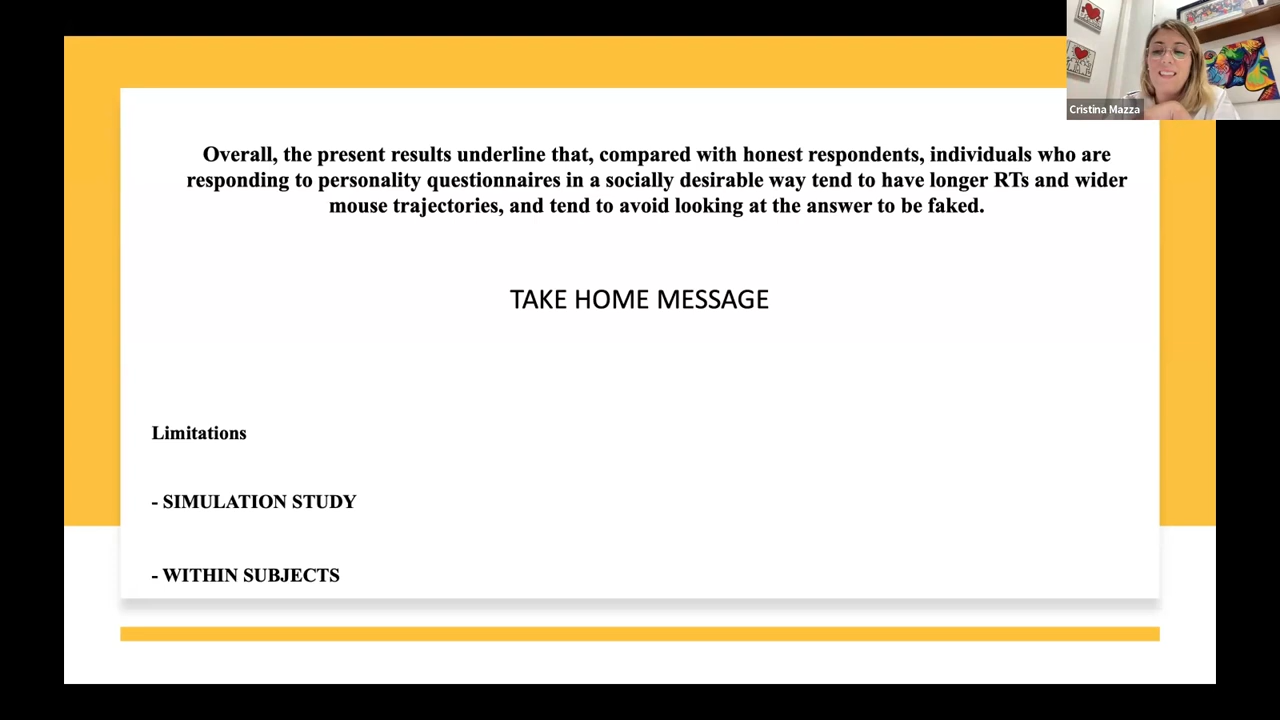 Cristina Mazza
Overall, the present results underline that, compared with honest respondents, individuals who are
responding to personality questionnaires in a socially desirable way tend to have longer RTs and wider
mouse trajectories, and tend to avoid looking at the answer to be faked.
TAKE HOME MESSAGE
Limitations
- SIMULATION STUDY
- WITHIN SUBJECTS